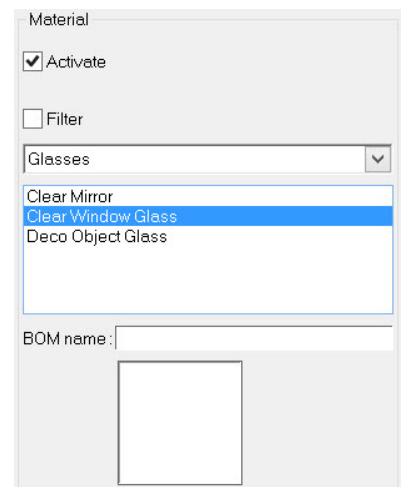 Material
Activate
Filter
Glasses
Clear Mirror
Clear Window Glass
Deco Object Glass
BOM name :